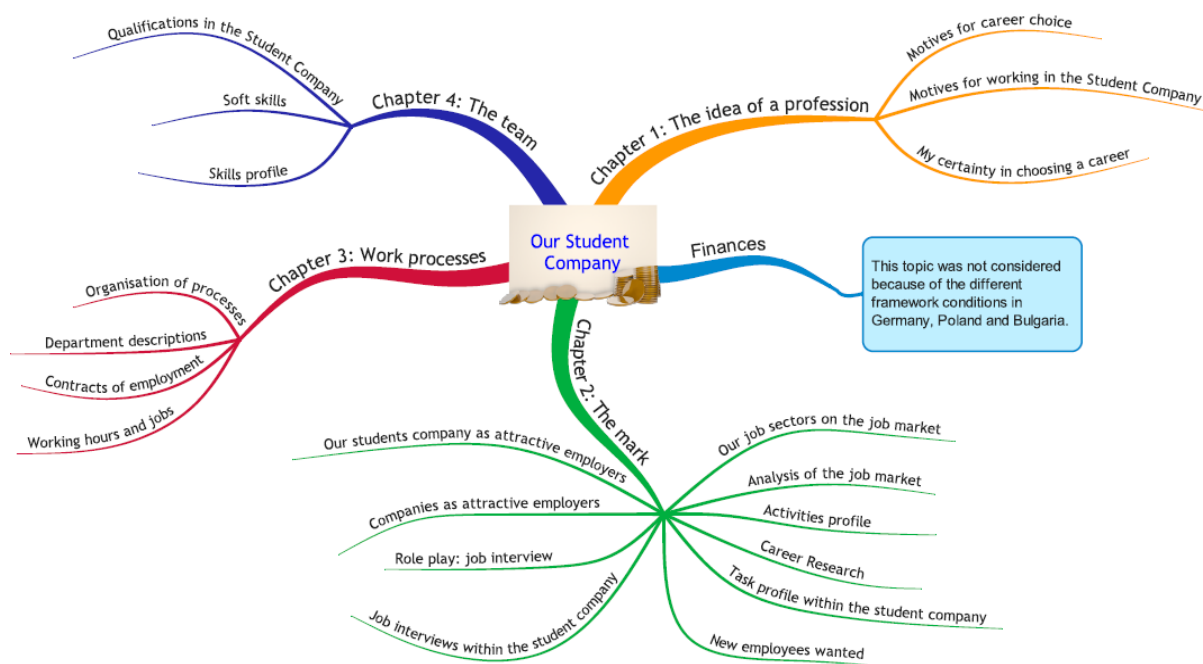 Our Student
Company
Chapter 1: The idea of a profession
Motives for career choice
Motives for working in the Student Company
My certainty in choosing a career
Finances
This topic was not considered
because of the different
framework conditions in
Germany, Poland and Bulgaria.
Chapter 2: The mark
Our job sectors on the job market
Analysis of the job market
Activities profile
Career Research
Task profile within the student company
New employees wanted
Our students company as attractive employers
Companies as attractive employers
Role play: job interview
Job interviews within the student company
Chapter 3: Work processes
Organisation of processes
Department descriptions
Contracts of employment
Working hours and jobs
Chapter 4: The team
Qualifications in the Student Company
Soft skills
Skills profile